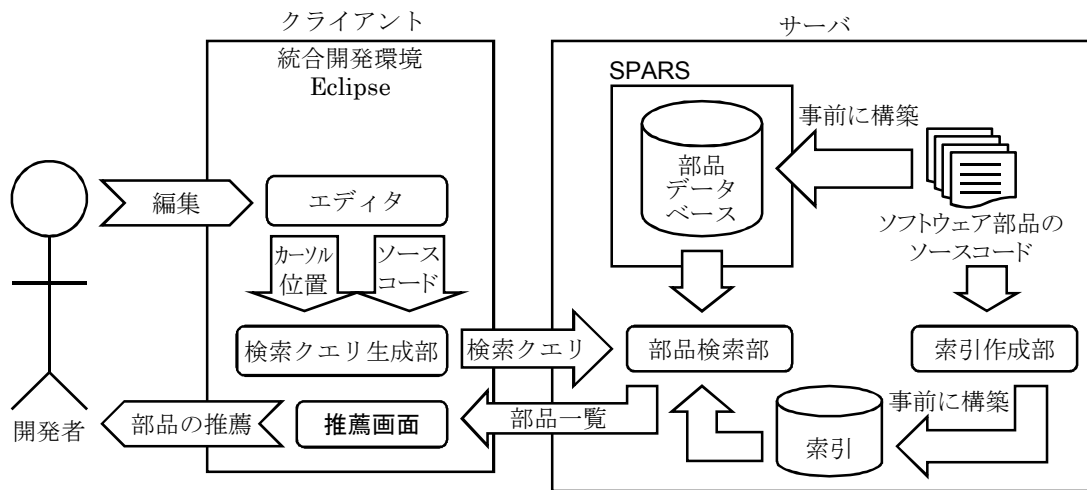 クライアント
サーバ
統合開発環境
Eclipse
SPARS
事前に構築
部品
データ
ベース
編集
エディタ
ソフトウェア部品の
ソースコード
カーソル
位置
ソース
コード
検索クエリ生成部
検索クエリ
部品検索部
索引作成部
事前に構築
部品一覧
開発者
部品の推薦
推薦画面
索引